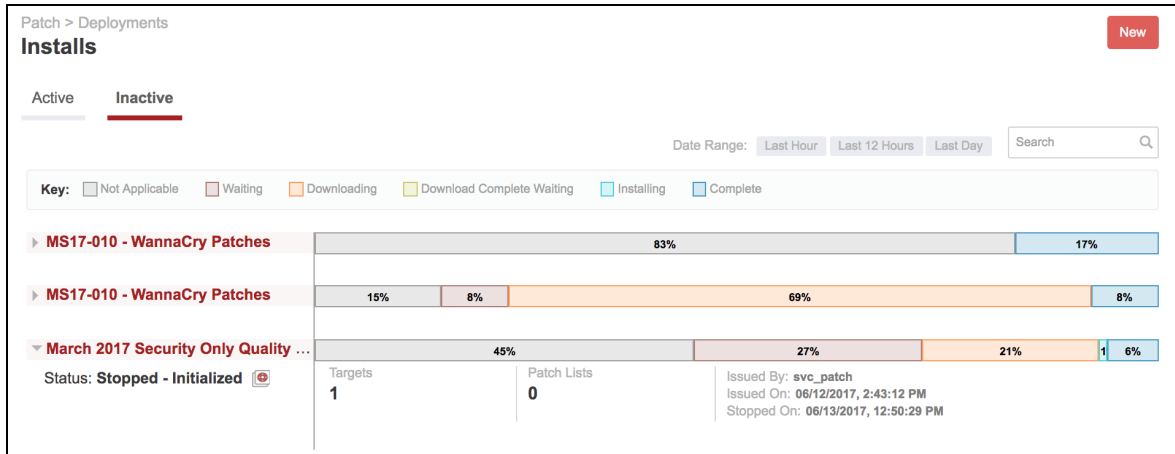 Patch > Deployments
Installs
New
Active Inactive
Date Range: Last Hour Last 12 Hours Last Day Search
Key: Not Applicable Waiting Downloading Download Complete Waiting Installing Complete
MS17-010 - WannaCry Patches 83% 17%
MS17-010 - WannaCry Patches 15% 8% 69% 8%
March 2017 Security Only Quality ... 45% 27% 21% 1 6%
Status: Stopped - Initialized
Targets
1
Patch Lists
0
Issued By: svc_patch
Issued On: 06/12/2017, 2:43:12 PM
Stopped On: 06/13/2017, 12:50:29 PM